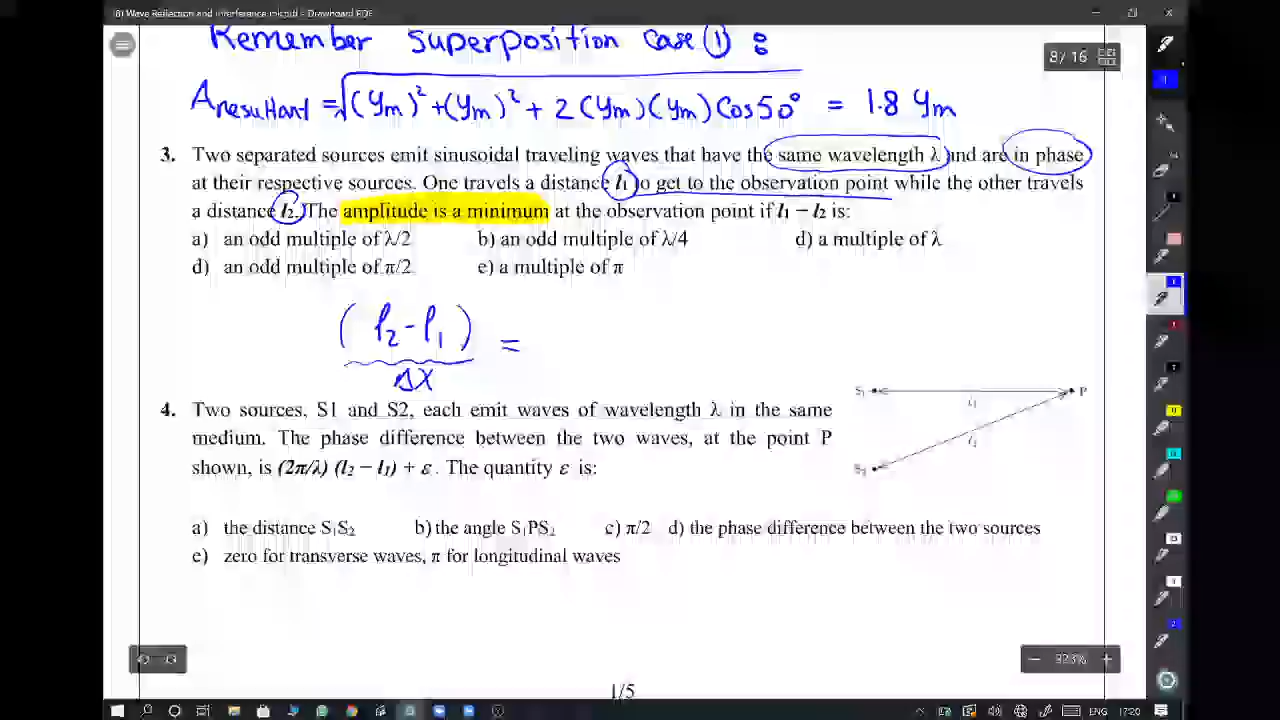 (8) Wave Reflection and interference.pdf - Drawboard PDF
8/16
Remember superposition case ① :
A resultant = √(ym)² + (ym)² + 2 (ym)(ym) cos50° = 1.8 ym
3. Two separated sources emit sinusoidal traveling waves that have the same wavelength λ and are in phase
at their respective sources. One travels a distance l₁ to get to the observation point while the other travels
a distance l₂. The amplitude is a minimum at the observation point if l₁ − l₂ is:
a) an odd multiple of λ/2 b) an odd multiple of λ/4 d) a multiple of λ
d) an odd multiple of π/2 e) a multiple of π
(l₂ - l₁) =
ΔX
4. Two sources, S1 and S2, each emit waves of wavelength λ in the same
medium. The phase difference between the two waves, at the point P
shown, is (2π/λ) (l₂ − l₁) + ε. The quantity ε is:
S₁ P
l₁
l₂
S₂
a) the distance S₁S₂ b) the angle S₁PS₂ c) π/2 d) the phase difference between the two sources
e) zero for transverse waves, π for longitudinal waves
323%
1/5
ENG 17:20